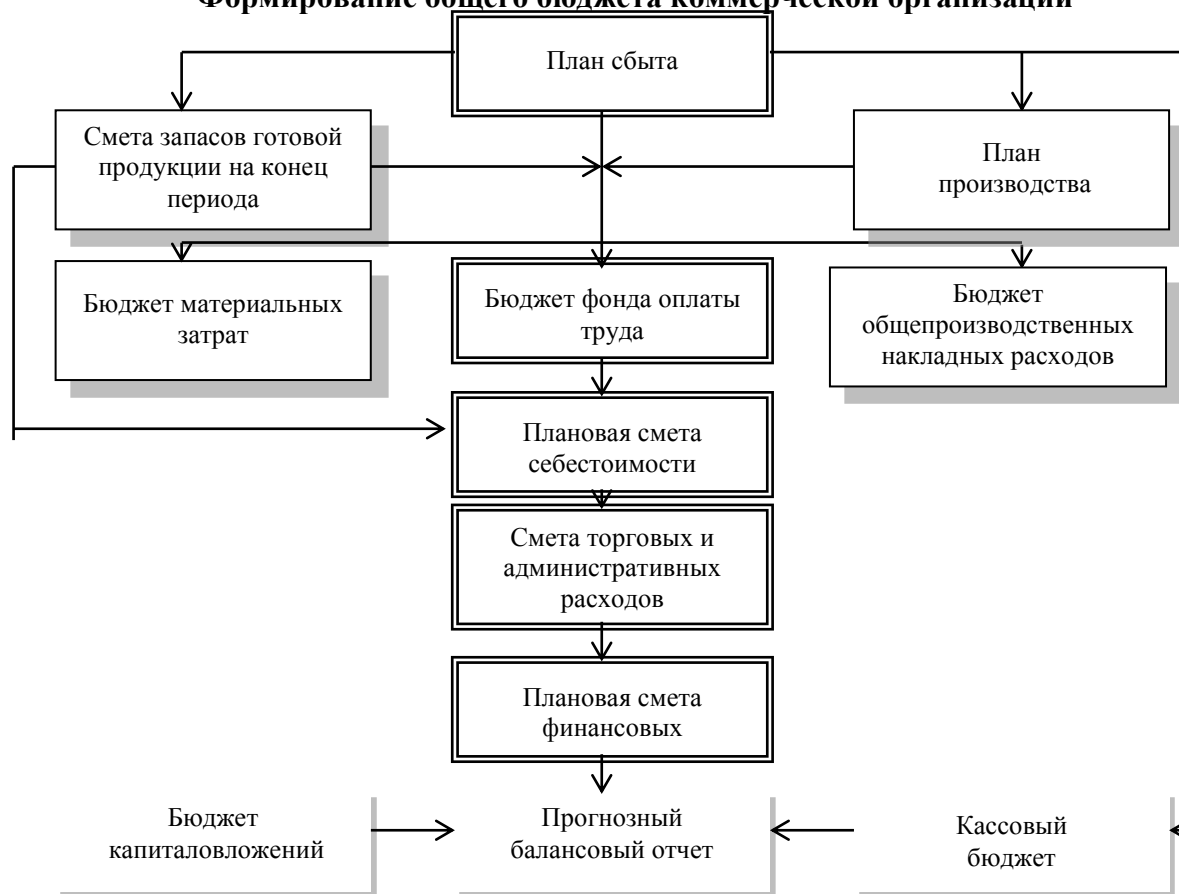 Формирование общего бюджета коммерческой организации
План сбыта
Смета запасов готовой
продукции на конец
периода
План
производства
Бюджет материальных
затрат
Бюджет фонда оплаты
труда
Бюджет
общепроизводственных
накладных расходов
Плановая смета
себестоимости
Смета торговых и
административных
расходов
Плановая смета
финансовых
Бюджет
капиталовложений
Прогнозный
балансовый отчет
Кассовый
бюджет